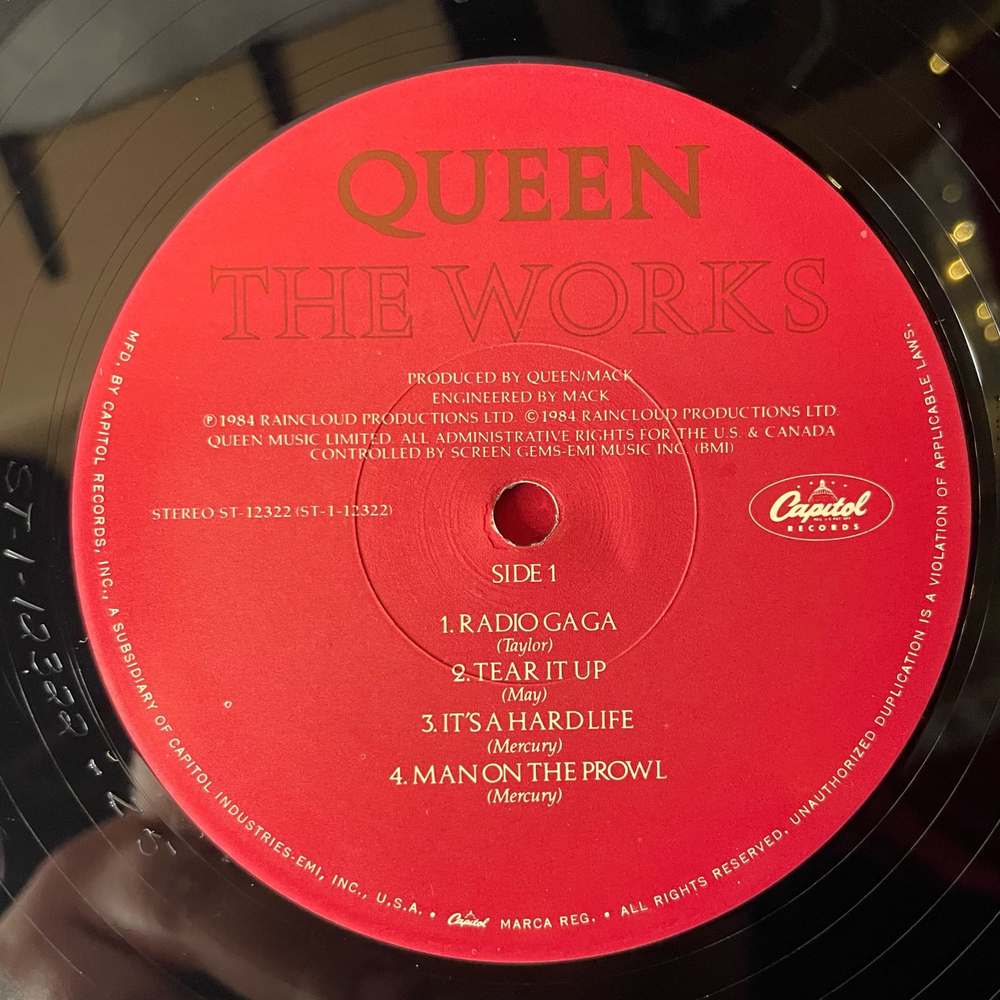 QUEEN
THE WORKS
PRODUCED BY QUEEN/MACK
ENGINEERED BY MACK
℗1984 RAINCLOUD PRODUCTIONS LTD. ©1984 RAINCLOUD PRODUCTIONS LTD.
QUEEN MUSIC LIMITED. ALL ADMINISTRATIVE RIGHTS FOR THE U.S. & CANADA
CONTROLLED BY SCREEN GEMS-EMI MUSIC INC. (BMI)
STEREO ST-12322 (ST-1-12322)
Capitol
RECORDS
SIDE 1
1. RADIO GA GA
(Taylor)
2. TEAR IT UP
(May)
3. IT'S A HARD LIFE
(Mercury)
4. MAN ON THE PROWL
(Mercury)
MFD. BY CAPITOL RECORDS, INC., A SUBSIDIARY OF CAPITOL INDUSTRIES-EMI, INC., U.S.A. • Capitol MARCA REG. • ALL RIGHTS RESERVED. UNAUTHORIZED DUPLICATION IS A VIOLATION OF APPLICABLE LAWS.
ST-1-12322